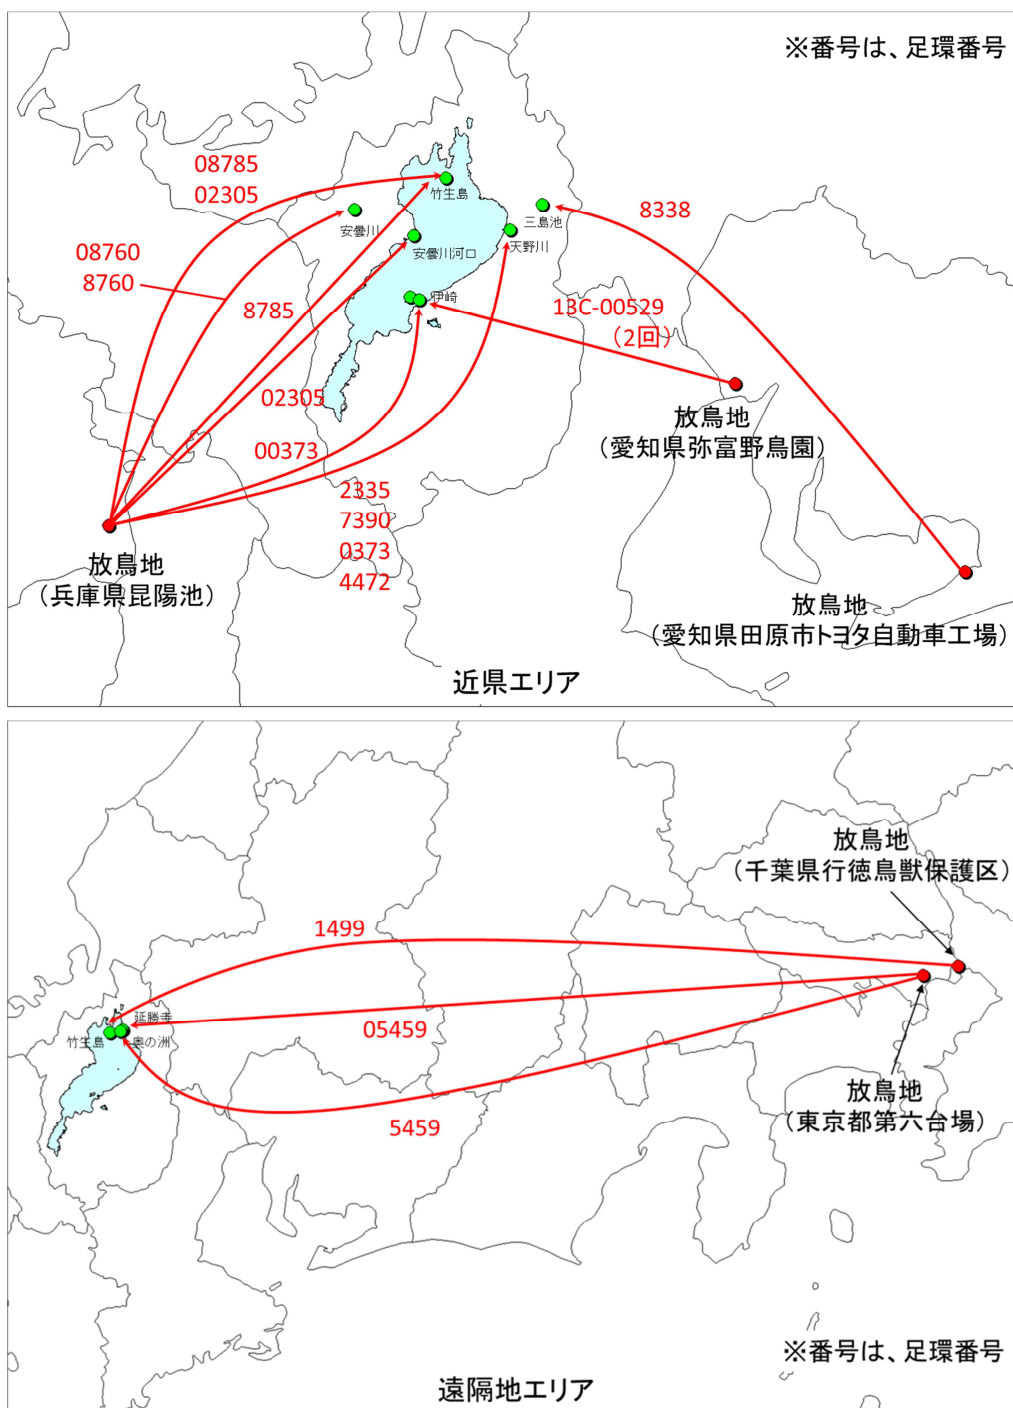 ※番号は、足環番号
08785
02305
竹生島
安曇川
三島池
8338
天野川
安曇川河口
08760
8760
8785
伊崎
13C-00529
（2回）
02305
放鳥地
（愛知県弥富野鳥園）
00373
2335
7390
0373
4472
放鳥地
（兵庫県昆陽池）
放鳥地
（愛知県田原市トヨタ自動車工場）
近県エリア
放鳥地
（千葉県行徳鳥獣保護区）
1499
延勝寺
竹生島
奥の洲
05459
放鳥地
（東京都第六台場）
5459
※番号は、足環番号
遠隔地エリア